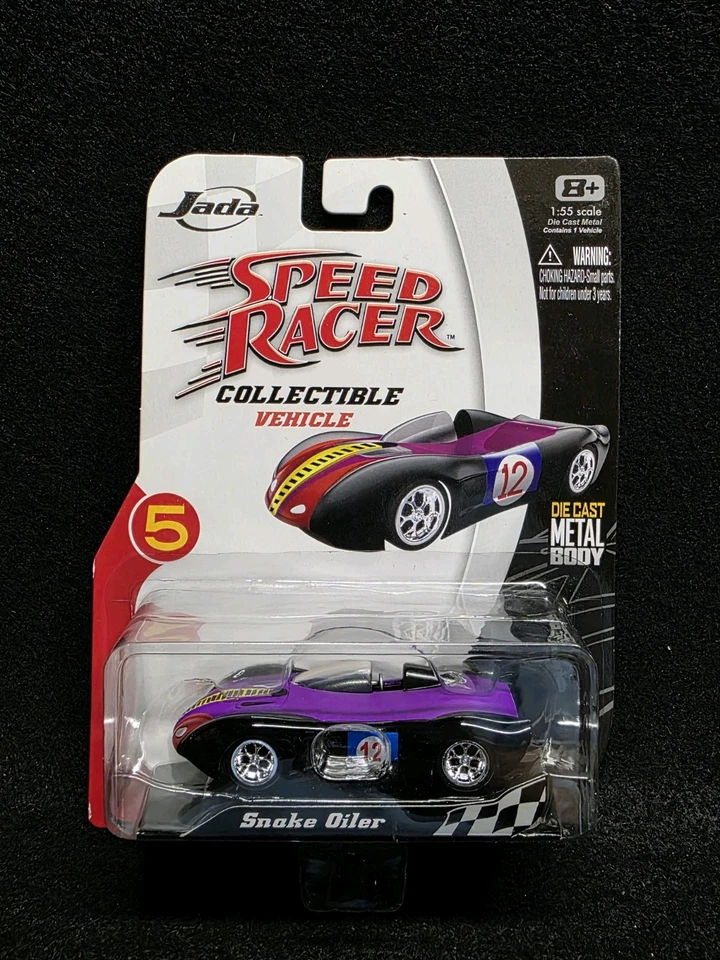 Jada
8+
1:55 scale
Die Cast Metal
Contains 1 Vehicle
WARNING:
CHOKING HAZARD-Small parts.
Not for children under 3 years.
SPEED
RACER™
COLLECTIBLE
VEHICLE
12
5
DIE CAST
METAL
BODY
12
Snake Oiler